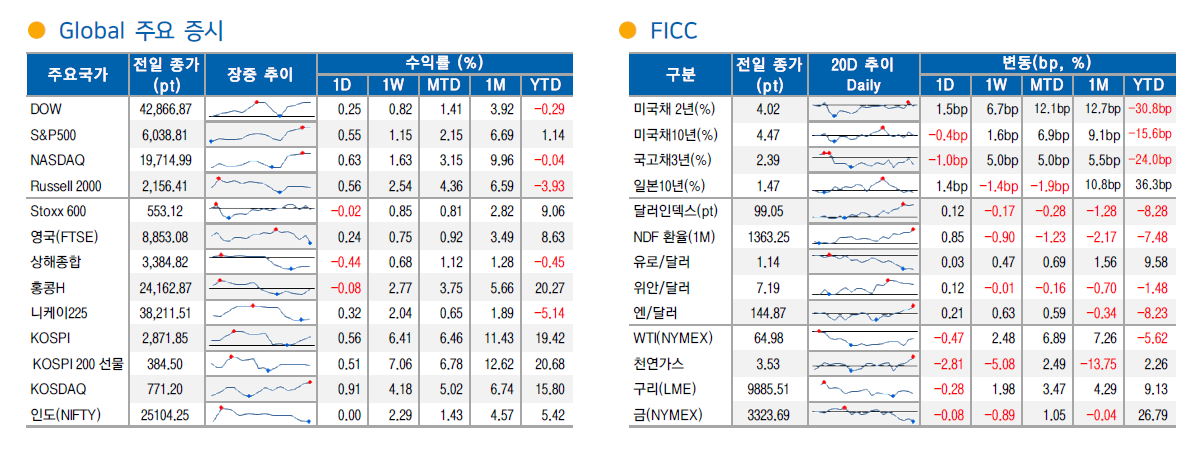 Global 주요 증시
주요국가 전일 종가 (pt) 장중 추이 수익률 (%)
1D 1W MTD 1M YTD
DOW 42,866.87 0.25 0.82 1.41 3.92 -0.29
S&P500 6,038.81 0.55 1.15 2.15 6.69 1.14
NASDAQ 19,714.99 0.63 1.63 3.15 9.96 -0.04
Russell 2000 2,156.41 0.56 2.54 4.36 6.59 -3.93
Stoxx 600 553.12 -0.02 0.85 0.81 2.82 9.06
영국(FTSE) 8,853.08 0.24 0.75 0.92 3.49 8.63
상해종합 3,384.82 -0.44 0.68 1.12 1.28 -0.45
홍콩H 24,162.87 -0.08 2.77 3.75 5.66 20.27
니케이225 38,211.51 0.32 2.04 0.65 1.89 -5.14
KOSPI 2,871.85 0.56 6.41 6.46 11.43 19.42
KOSPI 200 선물 384.50 0.51 7.06 6.78 12.62 20.68
KOSDAQ 771.20 0.91 4.18 5.02 6.74 15.80
인도(NIFTY) 25104.25 0.00 2.29 1.43 4.57 5.42
FICC
구분 전일 종가 (pt) 20D 추이 Daily 변동(bp, %)
1D 1W MTD 1M YTD
미국채 2년(%) 4.02 1.5bp 6.7bp 12.1bp 12.7bp -30.8bp
미국채10년(%) 4.47 -0.4bp 1.6bp 6.9bp 9.1bp -15.6bp
국고채3년(%) 2.39 -1.0bp 5.0bp 5.0bp 5.5bp -24.0bp
일본10년(%) 1.47 1.4bp -1.4bp -1.9bp 10.8bp 36.3bp
달러인덱스(pt) 99.05 0.12 -0.17 -0.28 -1.28 -8.28
NDF 환율(1M) 1363.25 0.85 -0.90 -1.23 -2.17 -7.48
유로/달러 1.14 0.03 0.47 0.69 1.56 9.58
위안/달러 7.19 0.12 -0.01 -0.16 -0.70 -1.48
엔/달러 144.87 0.21 0.63 0.59 -0.34 -8.23
WTI(NYMEX) 64.98 -0.47 2.48 6.89 7.26 -5.62
천연가스 3.53 -2.81 -5.08 2.49 -13.75 2.26
구리(LME) 9885.51 -0.28 1.98 3.47 4.29 9.13
금(NYMEX) 3323.69 -0.08 -0.89 1.05 -0.04 26.79